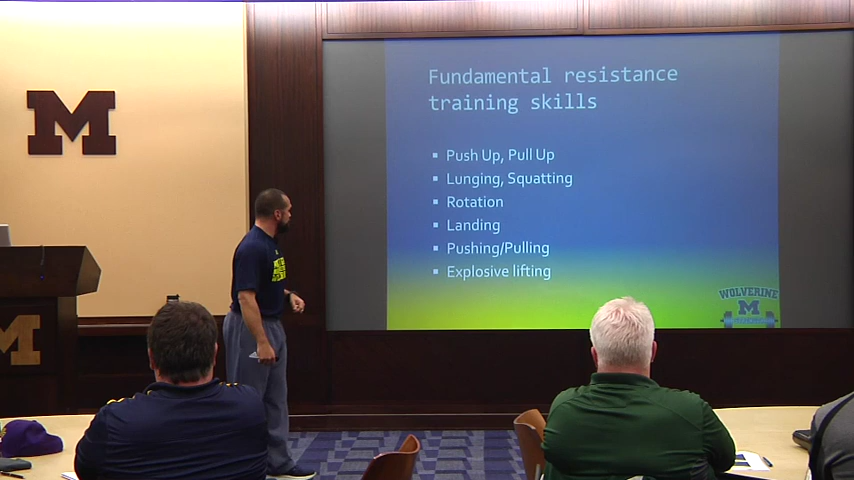 M
Fundamental resistance
training skills
▪ Push Up, Pull Up
▪ Lunging, Squatting
▪ Rotation
▪ Landing
▪ Pushing/Pulling
▪ Explosive lifting
WOLVERINE
M
M